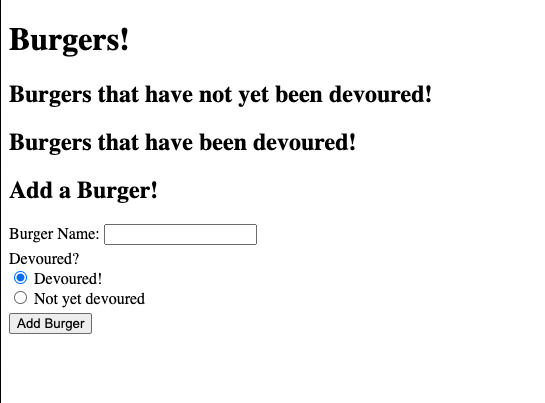 Burgers!
Burgers that have not yet been devoured!
Burgers that have been devoured!
Add a Burger!
Burger Name:
Devoured?
Devoured!
Not yet devoured
Add Burger